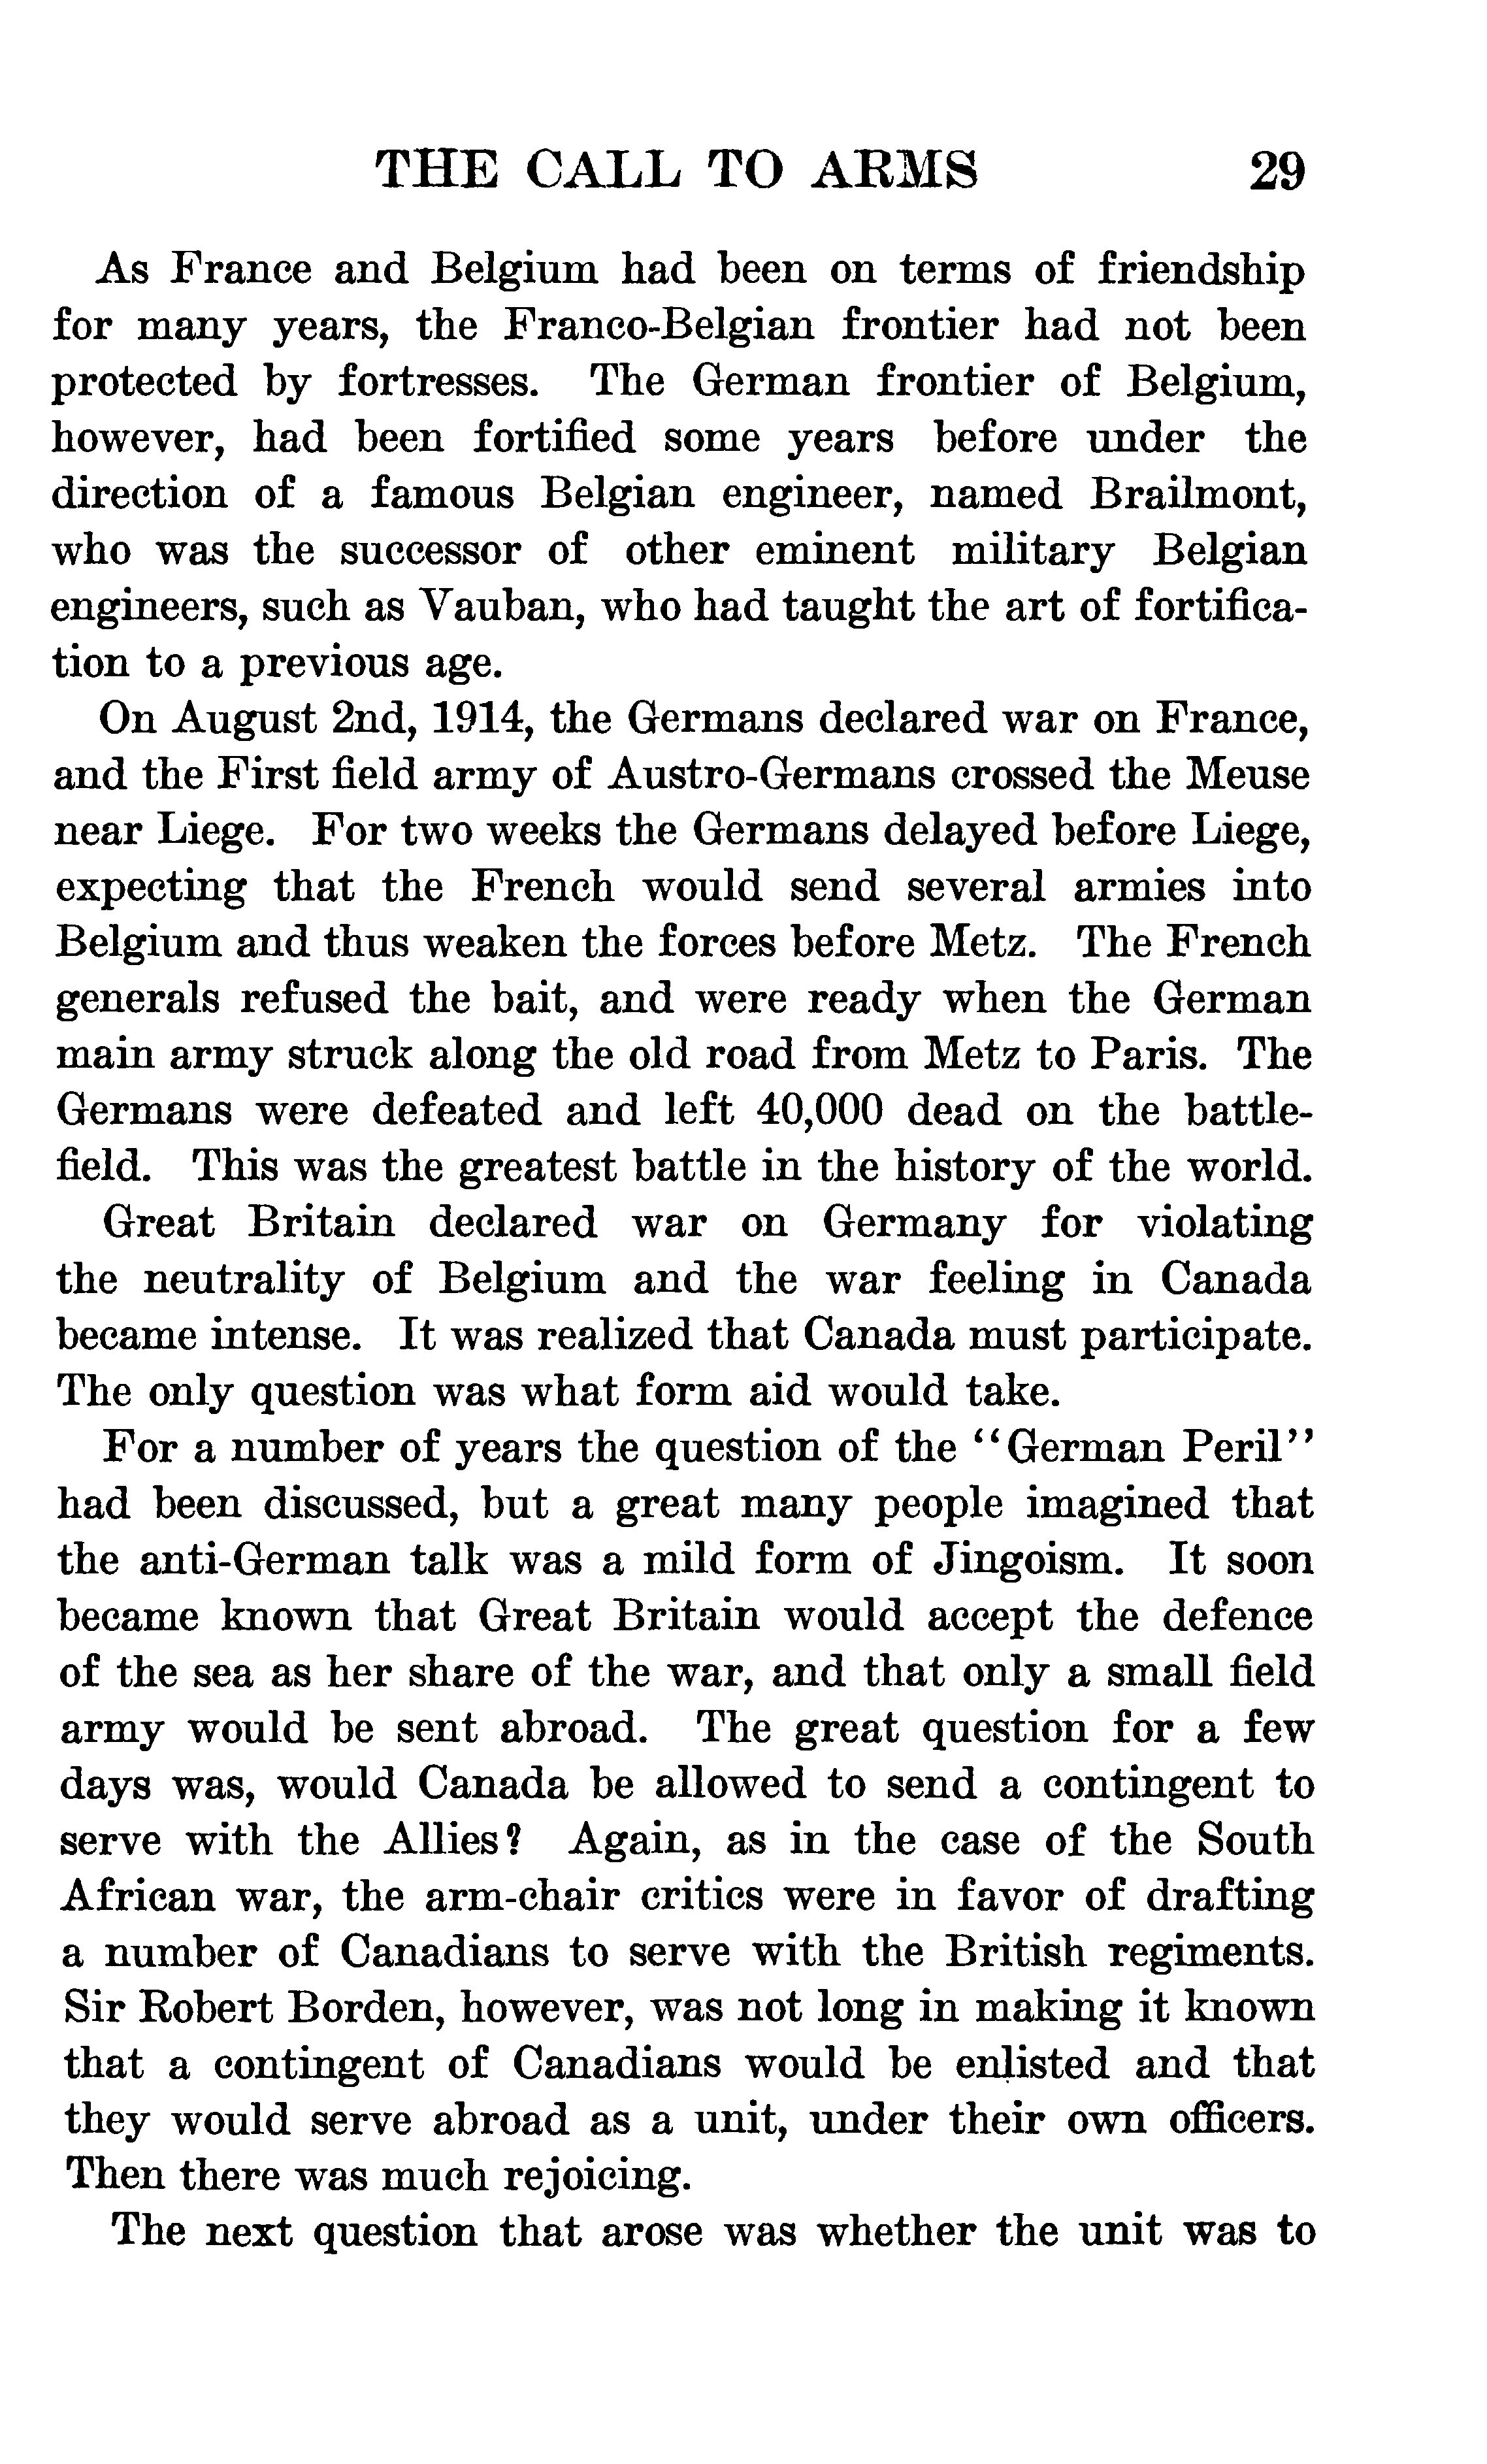 THE CALL TO ARMS 29
As France and Belgium had been on terms of friendship
for many years, the Franco-Belgian frontier had not been
protected by fortresses. The German frontier of Belgium,
however, had been fortified some years before under the
direction of a famous Belgian engineer, named Brailmont,
who was the successor of other eminent military Belgian
engineers, such as Vauban, who had taught the art of fortifica-
tion to a previous age.
On August 2nd, 1914, the Germans declared war on France,
and the First field army of Austro-Germans crossed the Meuse
near Liege. For two weeks the Germans delayed before Liege,
expecting that the French would send several armies into
Belgium and thus weaken the forces before Metz. The French
generals refused the bait, and were ready when the German
main army struck along the old road from Metz to Paris. The
Germans were defeated and left 40,000 dead on the battle-
field. This was the greatest battle in the history of the world.
Great Britain declared war on Germany for violating
the neutrality of Belgium and the war feeling in Canada
became intense. It was realized that Canada must participate.
The only question was what form aid would take.
For a number of years the question of the "German Peril"
had been discussed, but a great many people imagined that
the anti-German talk was a mild form of Jingoism. It soon
became known that Great Britain would accept the defence
of the sea as her share of the war, and that only a small field
army would be sent abroad. The great question for a few
days was, would Canada be allowed to send a contingent to
serve with the Allies? Again, as in the case of the South
African war, the arm-chair critics were in favor of drafting
a number of Canadians to serve with the British regiments.
Sir Robert Borden, however, was not long in making it known
that a contingent of Canadians would be enlisted and that
they would serve abroad as a unit, under their own officers.
Then there was much rejoicing.
The next question that arose was whether the unit was to